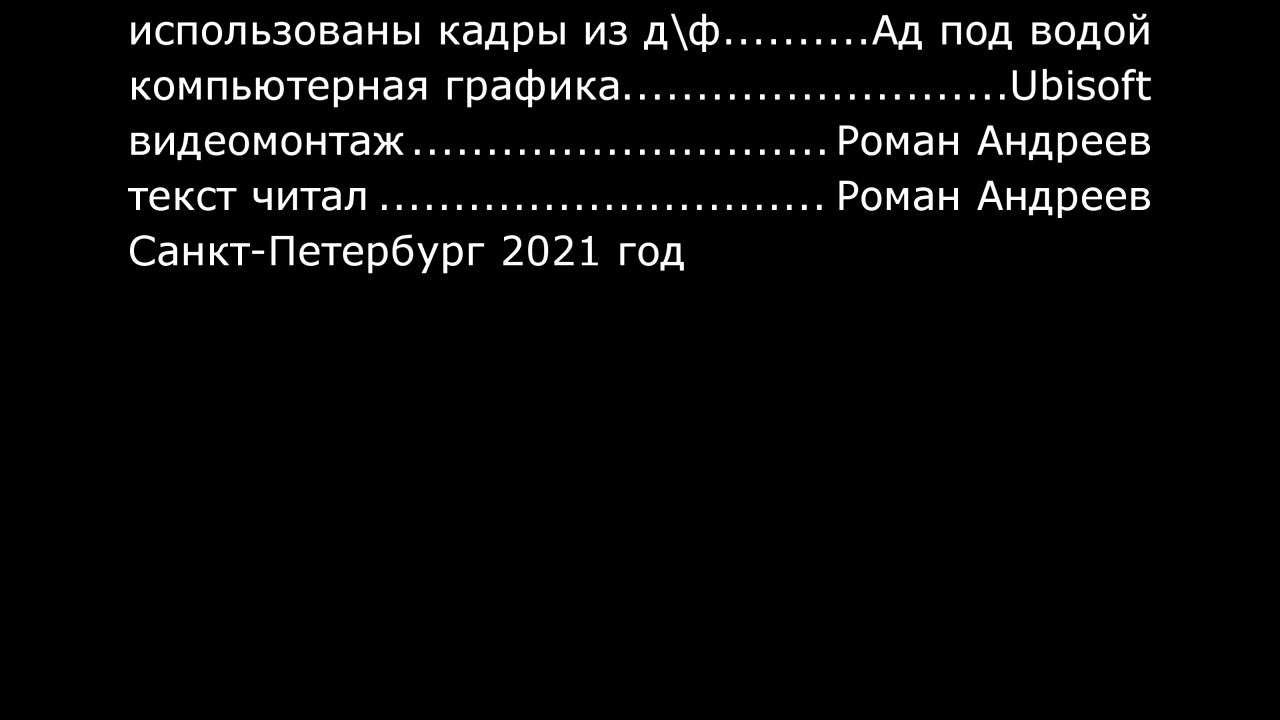 использованы кадры из д\ф..........Ад под водой
компьютерная графика..........................Ubisoft
видеомонтаж............................Роман Андреев
текст читал..............................Роман Андреев
Санкт-Петербург 2021 год